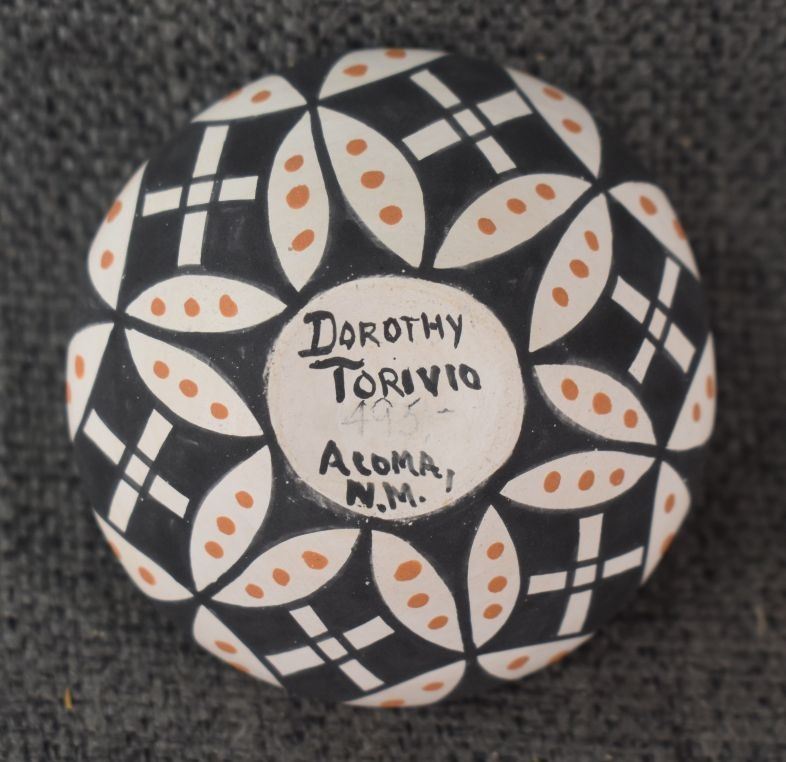 DOROTHY
TORIVIO
495.-
ACOMA,
N.M.